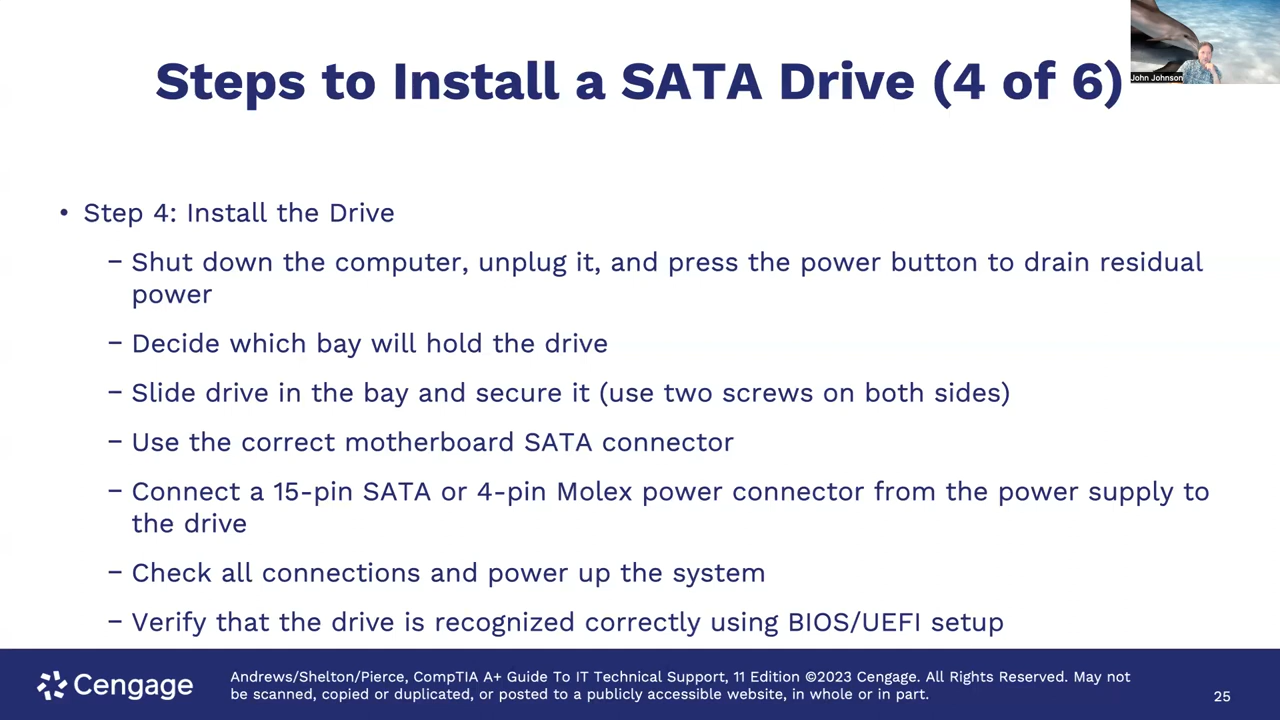 Steps to Install a SATA Drive (4 of 6)
John Johnson
• Step 4: Install the Drive
– Shut down the computer, unplug it, and press the power button to drain residual
power
– Decide which bay will hold the drive
– Slide drive in the bay and secure it (use two screws on both sides)
– Use the correct motherboard SATA connector
– Connect a 15-pin SATA or 4-pin Molex power connector from the power supply to
the drive
– Check all connections and power up the system
– Verify that the drive is recognized correctly using BIOS/UEFI setup
Cengage
Andrews/Shelton/Pierce, CompTIA A+ Guide To IT Technical Support, 11 Edition ©2023 Cengage. All Rights Reserved. May not
be scanned, copied or duplicated, or posted to a publicly accessible website, in whole or in part.
25